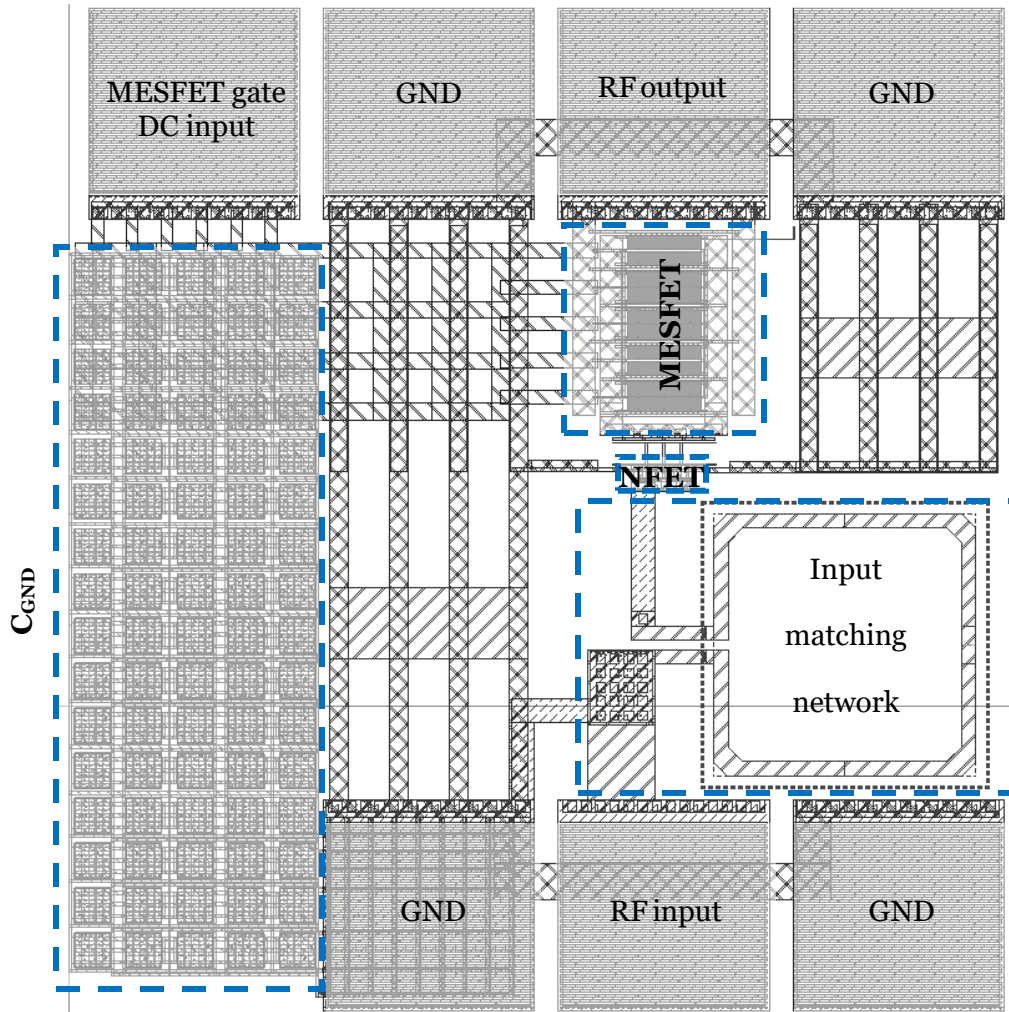 MESFET gate
DC input
GND
RF output
GND
MESFET
NFET
C_GND
Input
matching
network
GND
RF input
GND